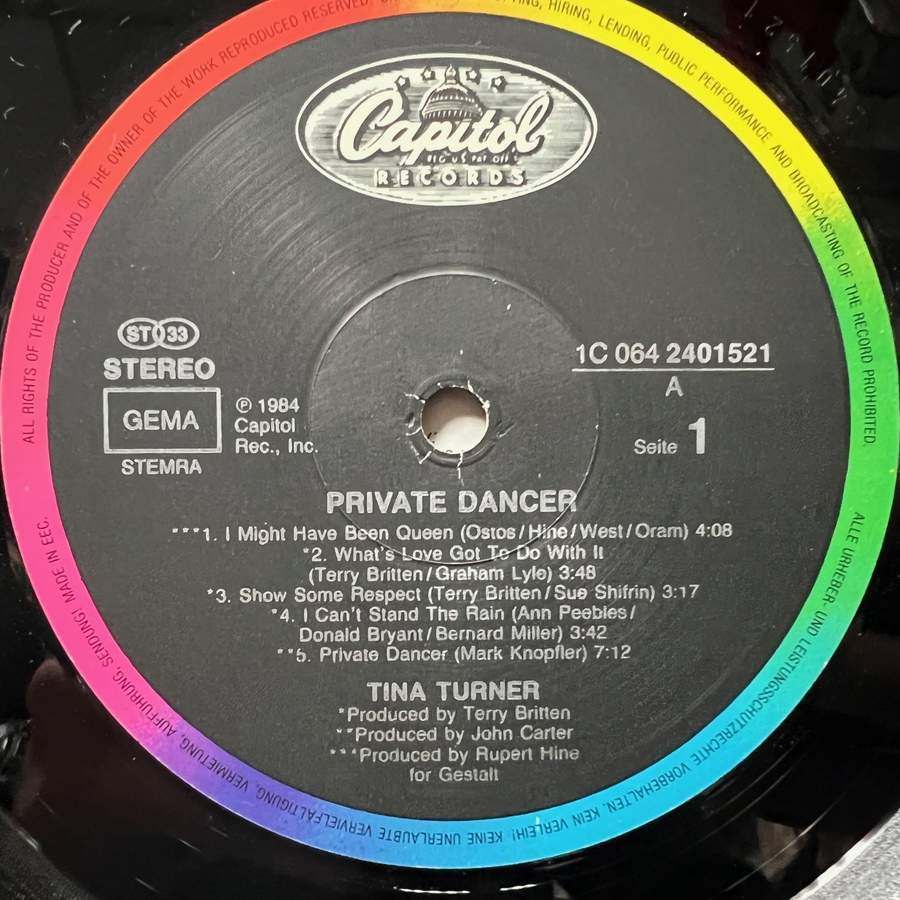 ALL RIGHTS OF THE PRODUCER AND OF THE OWNER OF THE WORK REPRODUCED RESERVED. HIRING, LENDING, PUBLIC PERFORMANCE AND BROADCASTING OF THE RECORD PROHIBITED.
Capitol
REG US PAT OFF
RECORDS
ST 33
STEREO
GEMA
STEMRA
℗ 1984
Capitol
Rec., Inc.
1C 064 2401521
A
Seite 1
PRIVATE DANCER
***1. I Might Have Been Queen (Ostos/Hine/West/Oram) 4:08
*2. What's Love Got To Do With It
(Terry Britten/Graham Lyle) 3:48
*3. Show Some Respect (Terry Britten/Sue Shifrin) 3:17
*4. I Can't Stand The Rain (Ann Peebles/
Donald Bryant/Bernard Miller) 3:42
**5. Private Dancer (Mark Knopfler) 7:12
TINA TURNER
*Produced by Terry Britten
**Produced by John Carter
***Produced by Rupert Hine
for Gestalt
ALLE URHEBER- UND LEISTUNGSSCHUTZRECHTE VORBEHALTEN. KEIN VERLEIH! KEINE UNERLAUBTE VERVIELFÄLTIGUNG, VERMIETUNG, AUFFÜHRUNG, SENDUNG! MADE IN EEC.